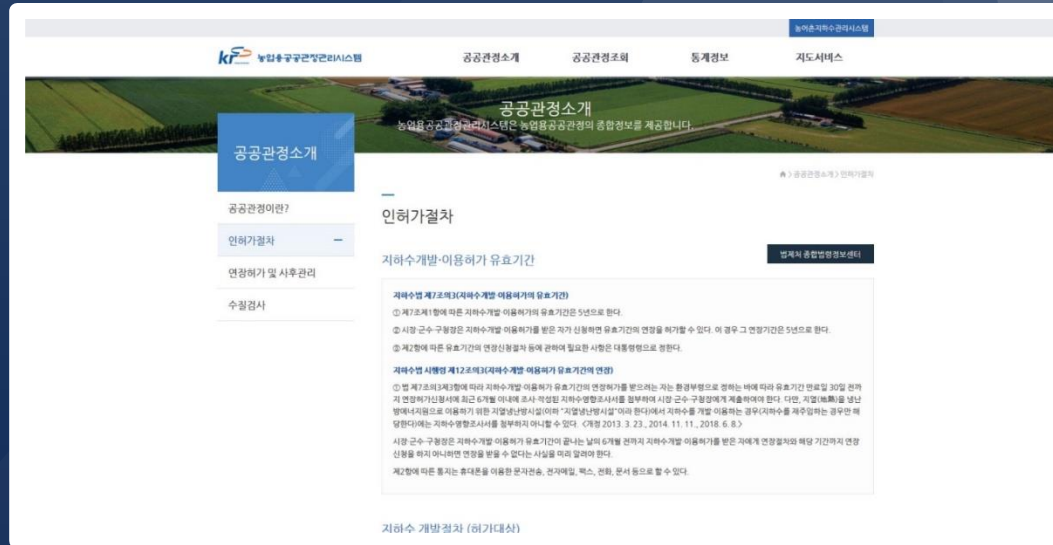 농어촌지하수관리시스템
농업용공공관정관리시스템
공공관정소개 공공관정조회 통계정보 지도서비스
공공관정소개
농업용공공관정관리시스템은 농업용공공관정의 종합정보를 제공합니다.
공공관정소개
> 공공관정소개 > 인허가절차
공공관정이란?
인허가절차
연장허가 및 사후관리
수질검사
인허가절차
지하수개발·이용허가 유효기간
법제처 종합법령정보센터
지하수법 제7조의3(지하수개발·이용허가의 유효기간)
① 제7조제1항에 따른 지하수개발·이용허가의 유효기간은 5년으로 한다.
② 시장·군수·구청장은 지하수개발·이용허가를 받은 자가 신청하면 유효기간의 연장을 허가할 수 있다. 이 경우 그 연장기간은 5년으로 한다.
③ 제2항에 따른 유효기간의 연장신청절차 등에 관하여 필요한 사항은 대통령령으로 정한다.
지하수법 시행령 제12조의3(지하수개발·이용허가 유효기간의 연장)
① 법 제7조의3제3항에 따라 지하수개발·이용허가 유효기간의 연장허가를 받으려는 자는 환경부령으로 정하는 바에 따라 유효기간 만료일 30일 전까
지 연장허가신청서에 최근 6개월 이내에 조사·작성된 지하수영향조사서를 첨부하여 시장·군수·구청장에게 제출하여야 한다. 다만, 지열(地熱)을 냉난
방에너지원으로 이용하기 위한 지열냉난방시설(이하 "지열냉난방시설"이라 한다)에서 지하수를 개발·이용하는 경우(지하수를 재주입하는 경우만 해
당한다)에는 지하수영향조사서를 첨부하지 아니할 수 있다. <개정 2013. 3. 23., 2014. 11. 11., 2018. 6. 8.>
시장·군수·구청장은 지하수개발·이용허가 유효기간이 끝나는 날의 6개월 전까지 지하수개발·이용허가를 받은 자에게 연장절차와 해당 기간까지 연장
신청을 하지 아니하면 연장을 받을 수 없다는 사실을 미리 알려야 한다.
제2항에 따른 통지는 휴대폰을 이용한 문자전송, 전자메일, 팩스, 전화, 문서 등으로 할 수 있다.
지하수 개발절차 (허가대상)